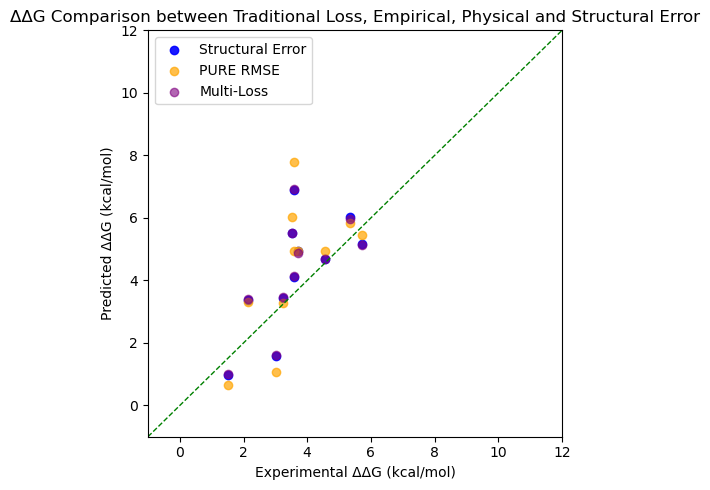 ΔΔG Comparison between Traditional Loss, Empirical, Physical and Structural Error
12
10
8
6
4
2
0
Predicted ΔΔG (kcal/mol)
Structural Error
PURE RMSE
Multi-Loss
0 2 4 6 8 10 12
Experimental ΔΔG (kcal/mol)